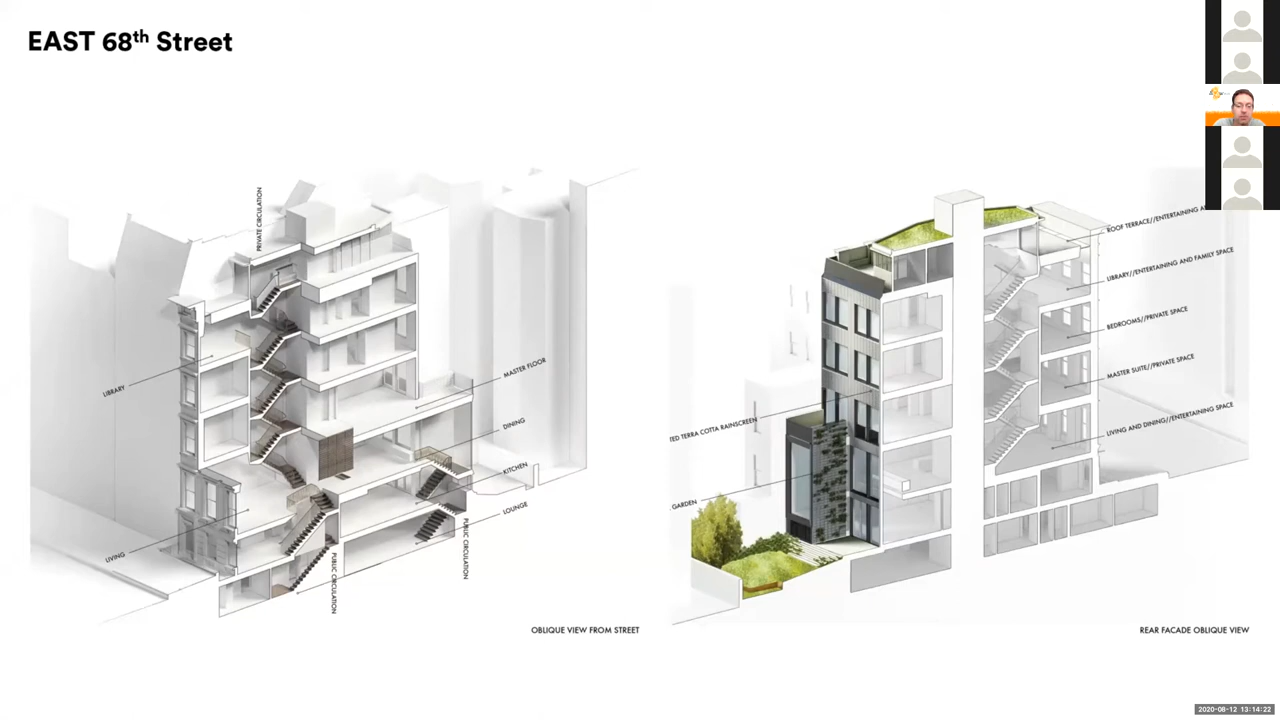 EAST 68th Street
PRIVATE CIRCULATION
LIBRARY
MASTER FLOOR
DINING
KITCHEN
LOUNGE
LIVING
PUBLIC CIRCULATION
PUBLIC CIRCULATION
OBLIQUE VIEW FROM STREET
ROOF TERRACE//ENTERTAINING
LIBRARY//ENTERTAINING AND FAMILY SPACE
BEDROOMS//PRIVATE SPACE
MASTER SUITE//PRIVATE SPACE
LIVING AND DINING//ENTERTAINING SPACE
TERRA COTTA RAINSCREEN
GARDEN
REAR FACADE OBLIQUE VIEW
2020-08-12 13:14:22